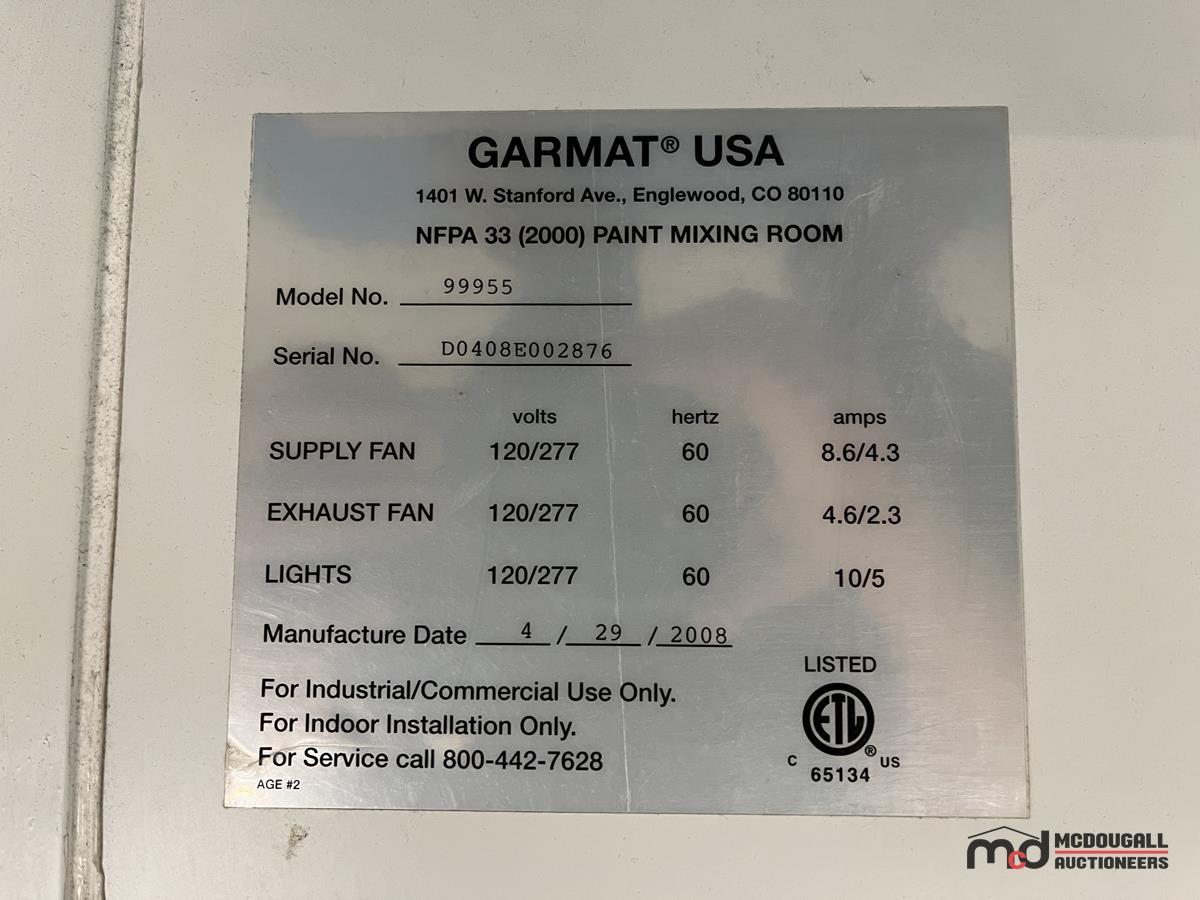 GARMAT® USA
1401 W. Stanford Ave., Englewood, CO 80110
NFPA 33 (2000) PAINT MIXING ROOM
Model No. 99955
Serial No. D0408E002876
volts hertz amps
SUPPLY FAN 120/277 60 8.6/4.3
EXHAUST FAN 120/277 60 4.6/2.3
LIGHTS 120/277 60 10/5
Manufacture Date 4 / 29 / 2008
For Industrial/Commercial Use Only.
For Indoor Installation Only.
For Service call 800-442-7628
AGE #2
LISTED
ETL ®
C US
65134
mcd MCDOUGALL
AUCTIONEERS